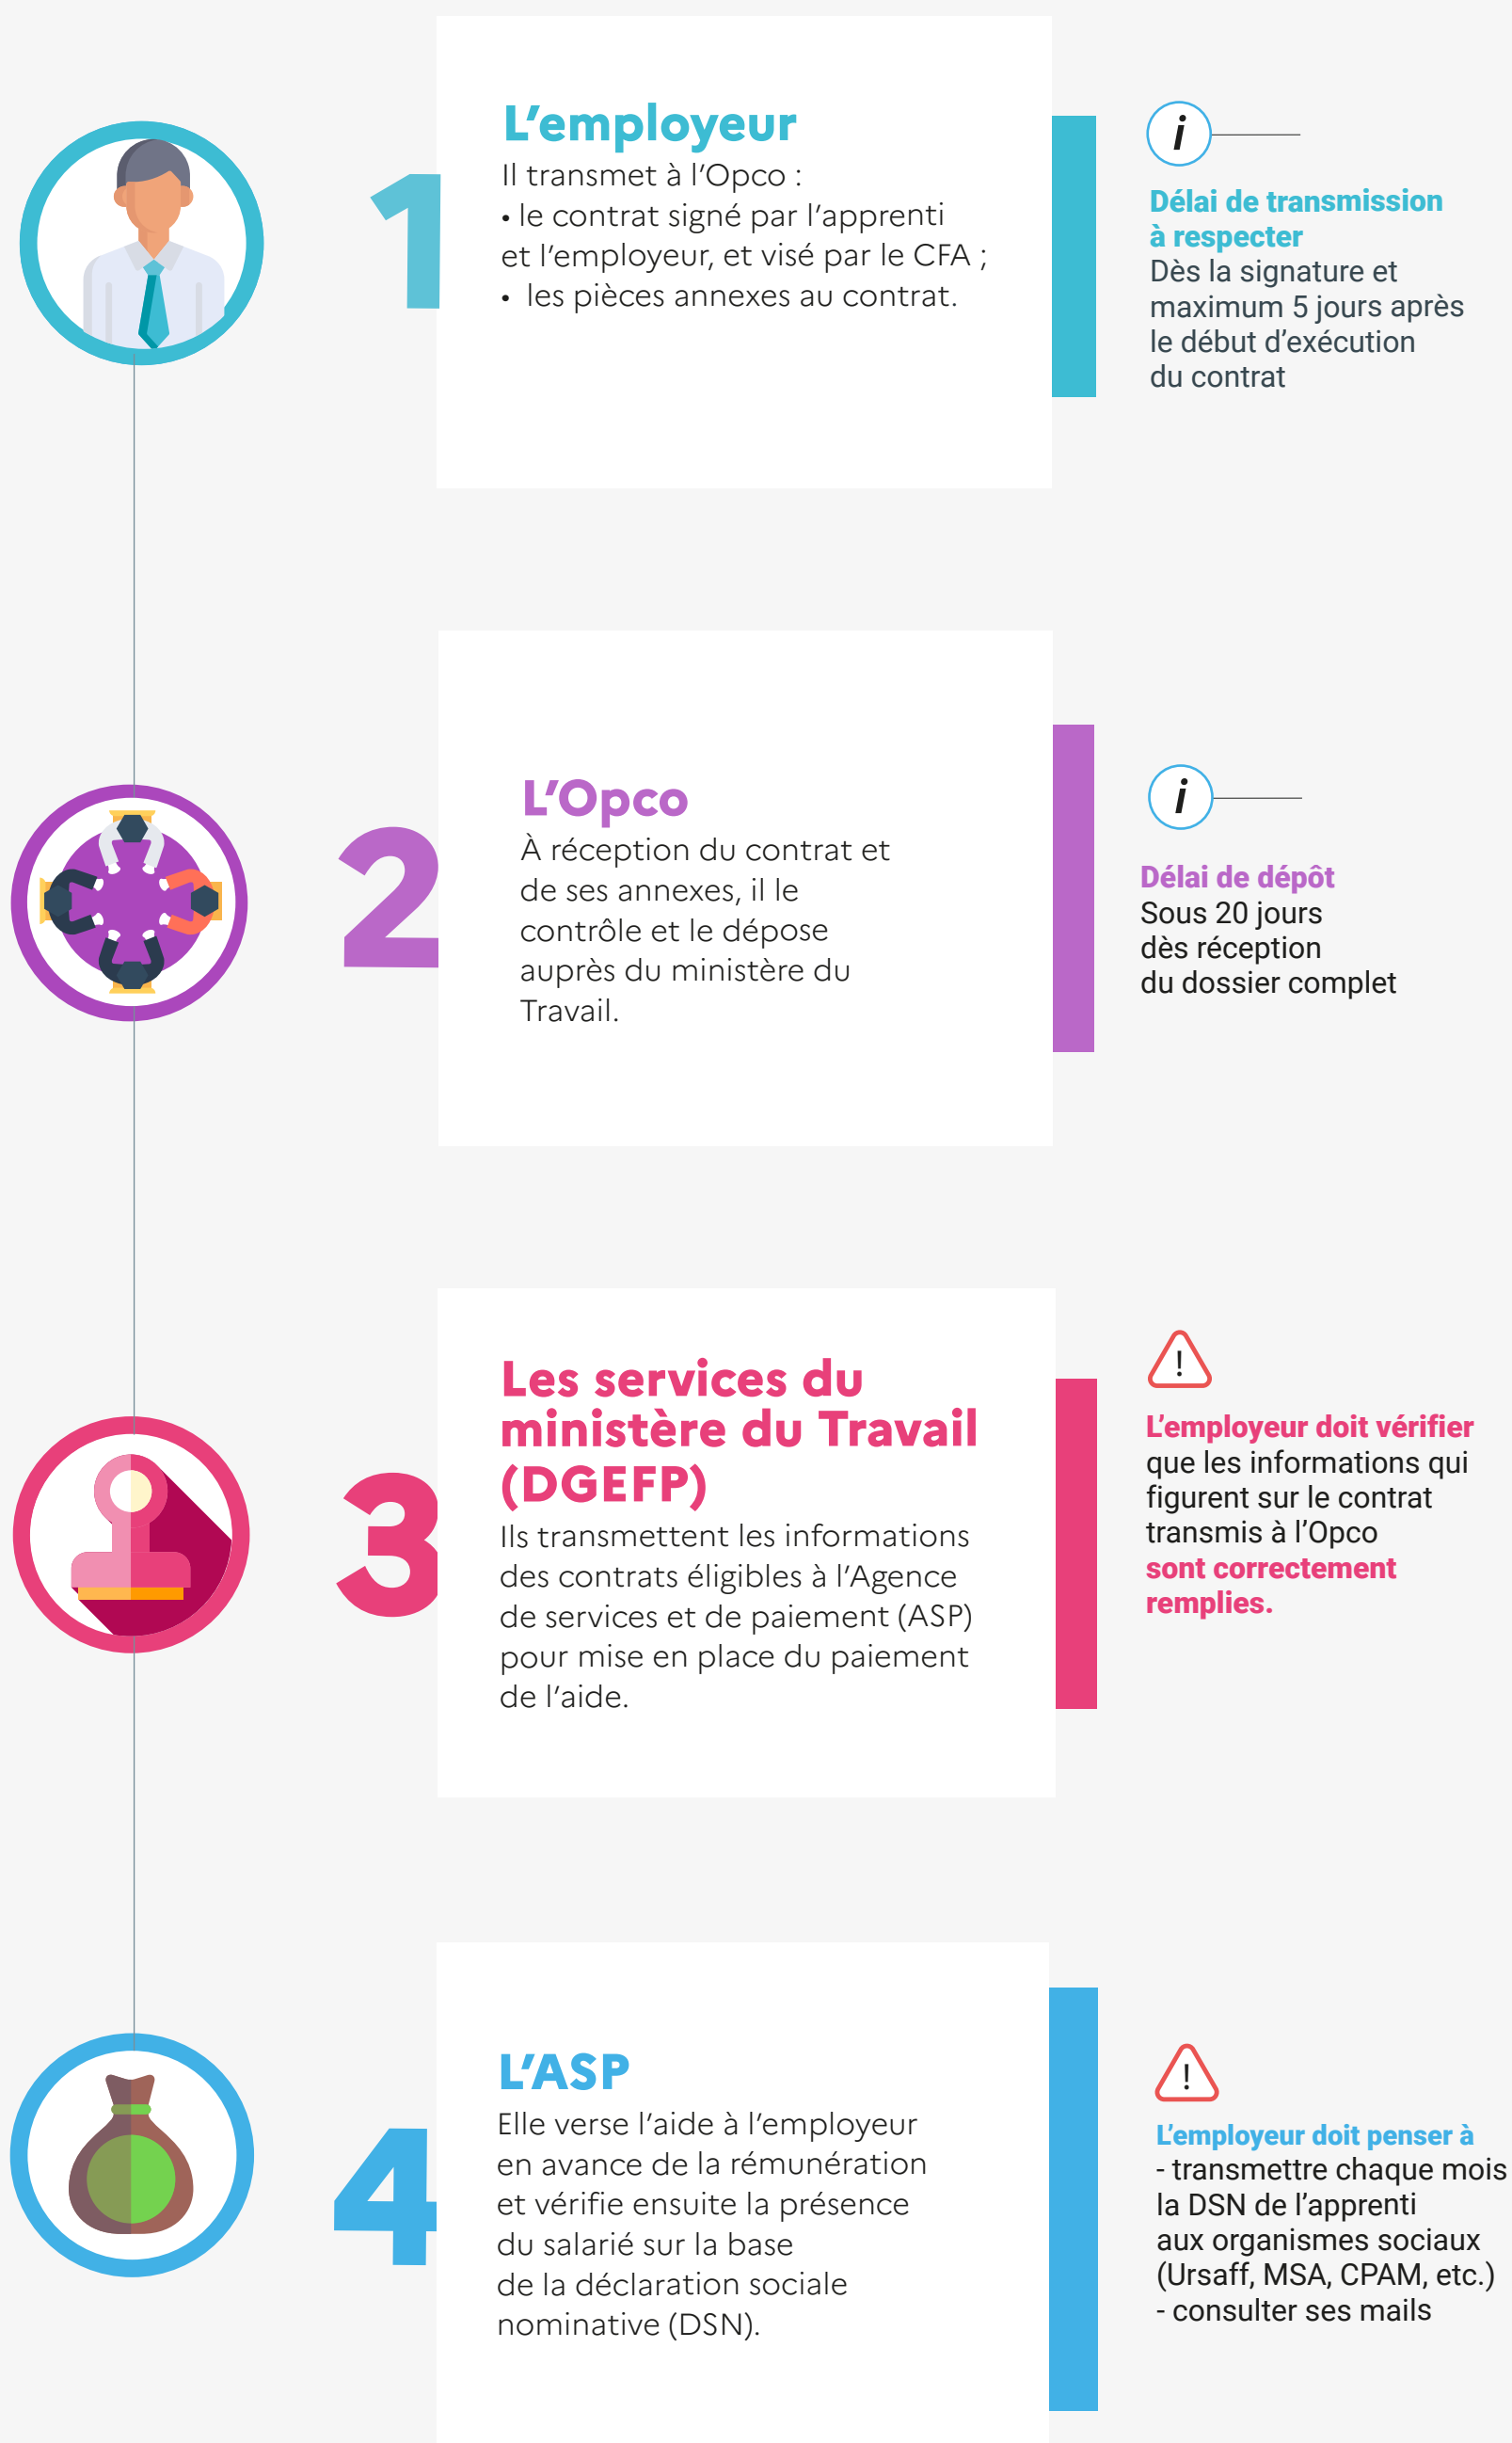 1
L'employeur
Il transmet à l'Opco :
• le contrat signé par l'apprenti
et l'employeur, et visé par le CFA ;
• les pièces annexes au contrat.
i
Délai de transmission
à respecter
Dès la signature et
maximum 5 jours après
le début d'exécution
du contrat
2
L'Opco
À réception du contrat et
de ses annexes, il le
contrôle et le dépose
auprès du ministère du
Travail.
i
Délai de dépôt
Sous 20 jours
dès réception
du dossier complet
3
Les services du
ministère du Travail
(DGEFP)
Ils transmettent les informations
des contrats éligibles à l'Agence
de services et de paiement (ASP)
pour mise en place du paiement
de l'aide.
!
L'employeur doit vérifier
que les informations qui
figurent sur le contrat
transmis à l'Opco
sont correctement
remplies.
4
L'ASP
Elle verse l'aide à l'employeur
en avance de la rémunération
et vérifie ensuite la présence
du salarié sur la base
de la déclaration sociale
nominative (DSN).
!
L'employeur doit penser à
- transmettre chaque mois
la DSN de l'apprenti
aux organismes sociaux
(Ursaff, MSA, CPAM, etc.)
- consulter ses mails